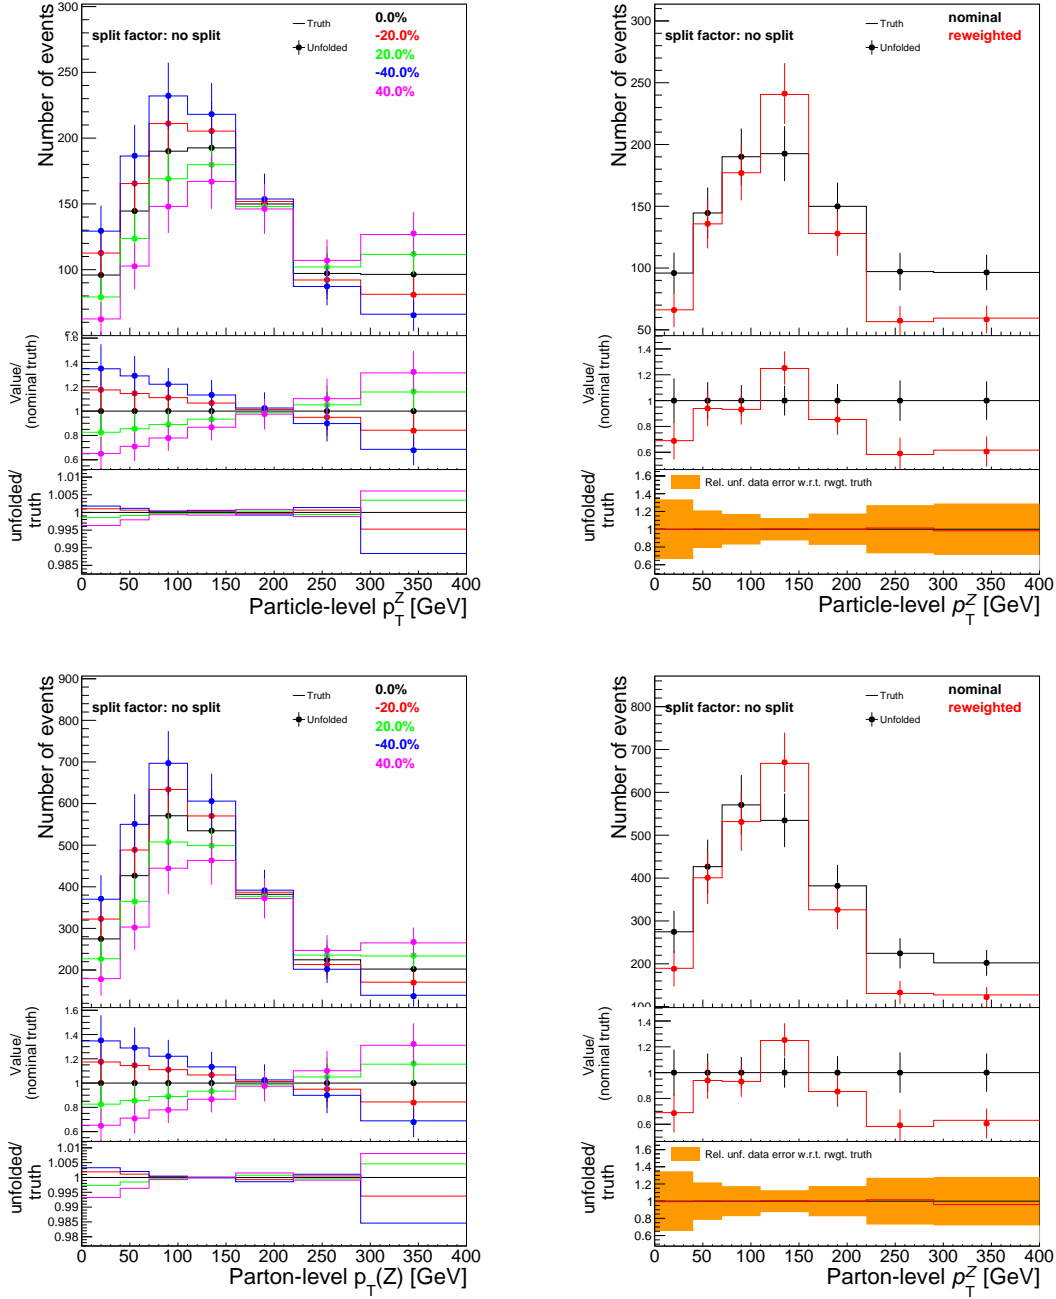 Number of events
300
250
200
150
100
50
split factor: no split
Truth
Unfolded
0.0%
-20.0%
20.0%
-40.0%
40.0%
Value/
(nominal truth)
1.6
1.4
1.2
1
0.8
0.6
unfolded/
truth
1.01
1.005
1
0.995
0.99
0.985
0 50 100 150 200 250 300 350 400
Particle-level p_T^Z [GeV]
Number of events
300
250
200
150
100
50
split factor: no split
Truth
Unfolded
nominal
reweighted
Value/
(nominal truth)
1.4
1.2
1
0.8
0.6
unfolded/
truth
1.6
1.4
1.2
1
0.8
0.6
Rel. unf. data error w.r.t. rwgt. truth
0 50 100 150 200 250 300 350 400
Particle-level p_T^Z [GeV]
Number of events
900
800
700
600
500
400
300
200
split factor: no split
Truth
Unfolded
0.0%
-20.0%
20.0%
-40.0%
40.0%
Value/
(nominal truth)
1.6
1.4
1.2
1
0.8
0.6
unfolded/
truth
1.01
1.005
1
0.995
0.99
0.985
0.98
0 50 100 150 200 250 300 350 400
Parton-level p_T(Z) [GeV]
Number of events
800
700
600
500
400
300
200
100
split factor: no split
Truth
Unfolded
nominal
reweighted
Value/
(nominal truth)
1.4
1.2
1
0.8
0.6
unfolded/
truth
1.6
1.4
1.2
1
0.8
0.6
Rel. unf. data error w.r.t. rwgt. truth
0 50 100 150 200 250 300 350 400
Parton-level p_T^Z [GeV]